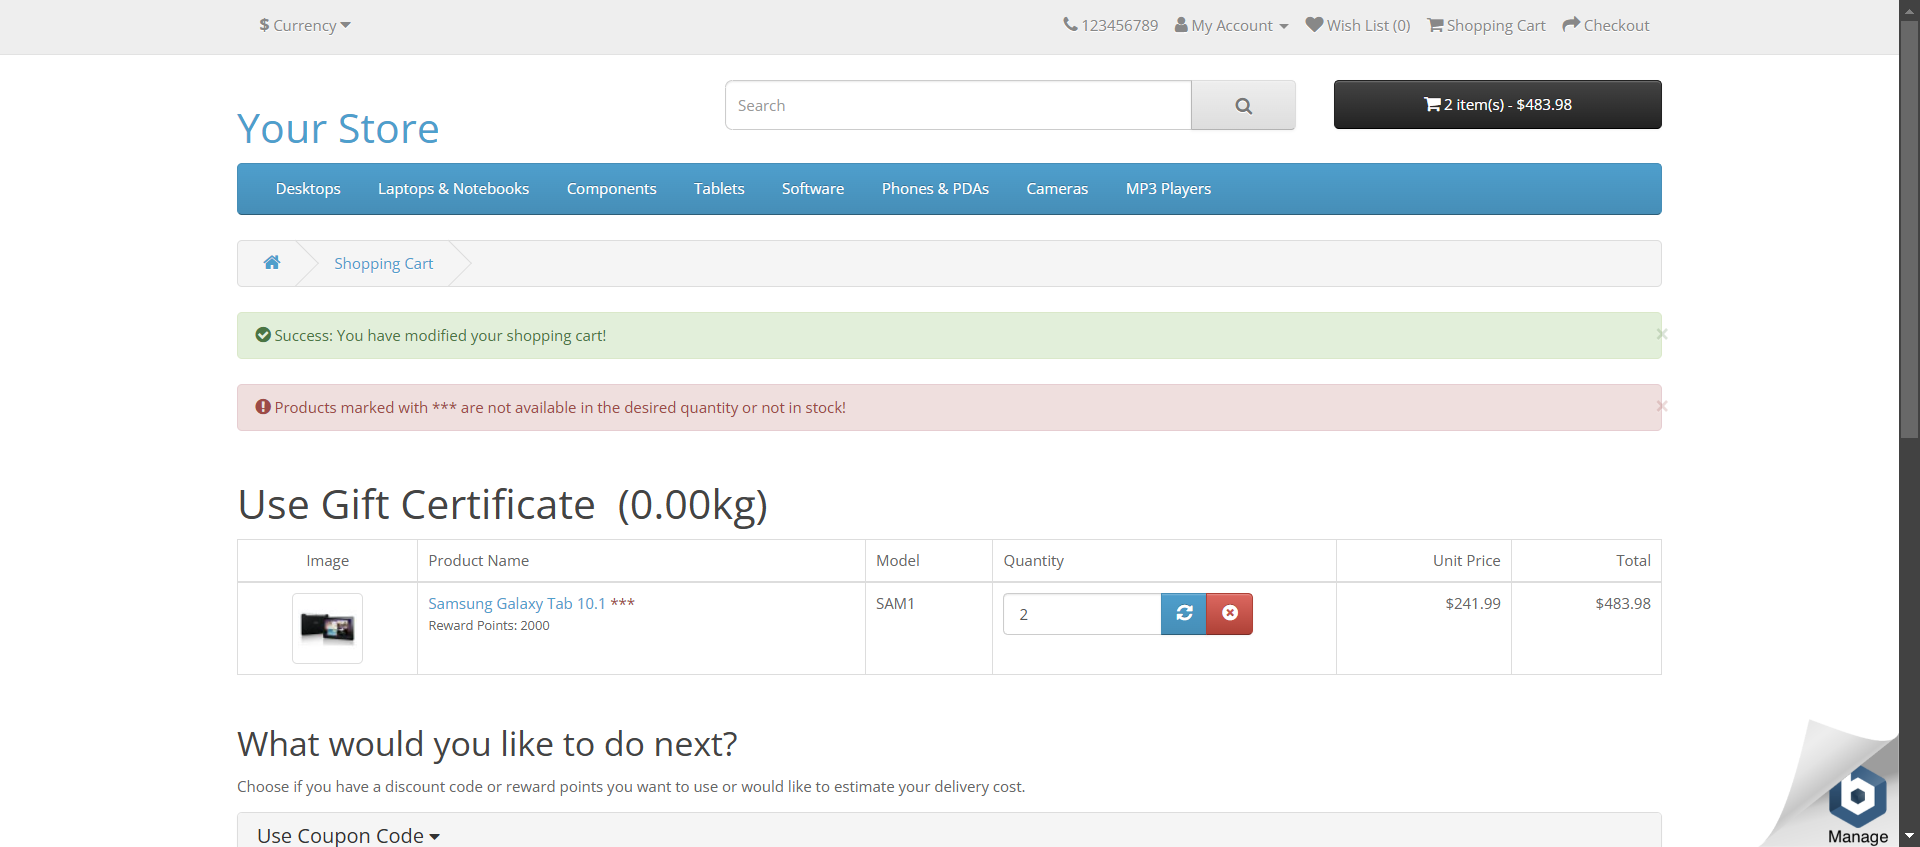 $ Currency
123456789 My Account Wish List (0) Shopping Cart Checkout
Your Store
Search
2 item(s) - $483.98
Desktops Laptops & Notebooks Components Tablets Software Phones & PDAs Cameras MP3 Players
Shopping Cart
Success: You have modified your shopping cart!
×
Products marked with *** are not available in the desired quantity or not in stock!
×
Use Gift Certificate (0.00kg)
Image Product Name Model Quantity Unit Price Total
Samsung Galaxy Tab 10.1 *** SAM1 2 $241.99 $483.98
Reward Points: 2000
What would you like to do next?
Choose if you have a discount code or reward points you want to use or would like to estimate your delivery cost.
Use Coupon Code
b
Manage